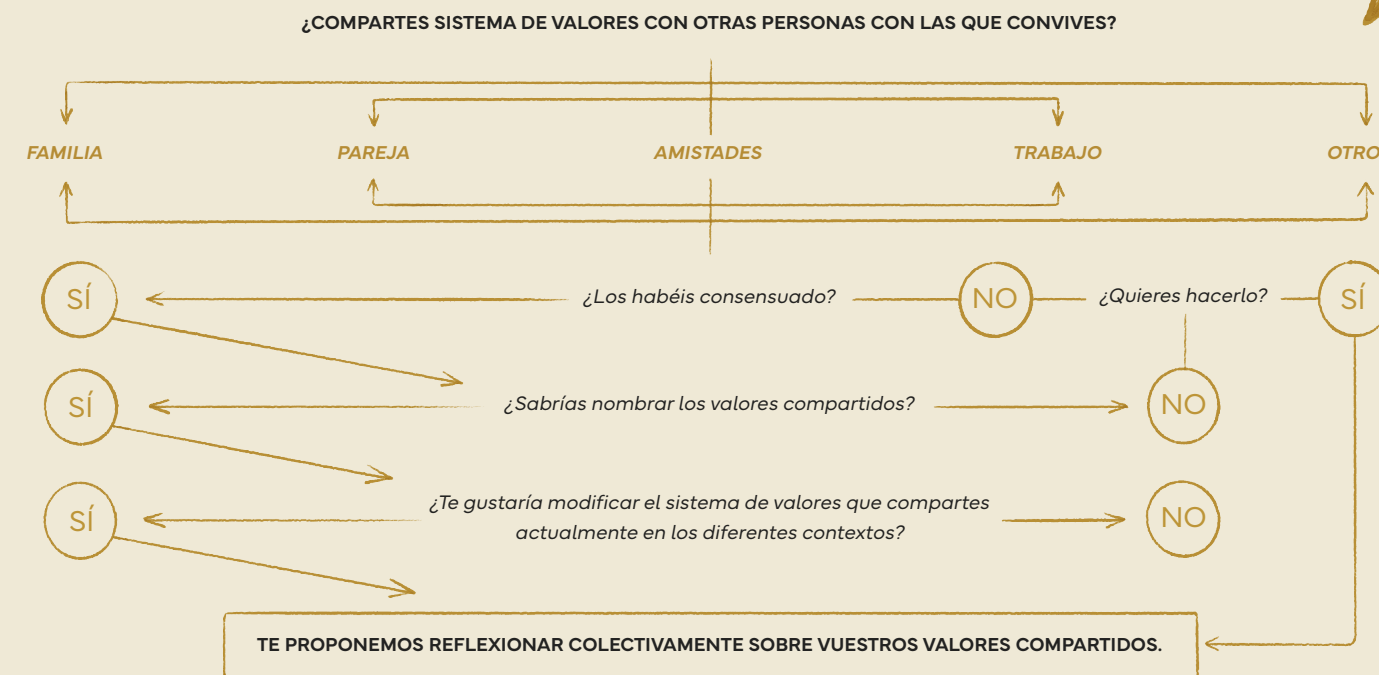 ¿COMPARTES SISTEMA DE VALORES CON OTRAS PERSONAS CON LAS QUE CONVIVES?
FAMILIA PAREJA AMISTADES TRABAJO OTRO
SÍ ¿Los habéis consensuado? NO ¿Quieres hacerlo? SÍ
SÍ ¿Sabrías nombrar los valores compartidos? NO
SÍ ¿Te gustaría modificar el sistema de valores que compartes
actualmente en los diferentes contextos? NO
TE PROPONEMOS REFLEXIONAR COLECTIVAMENTE SOBRE VUESTROS VALORES COMPARTIDOS.